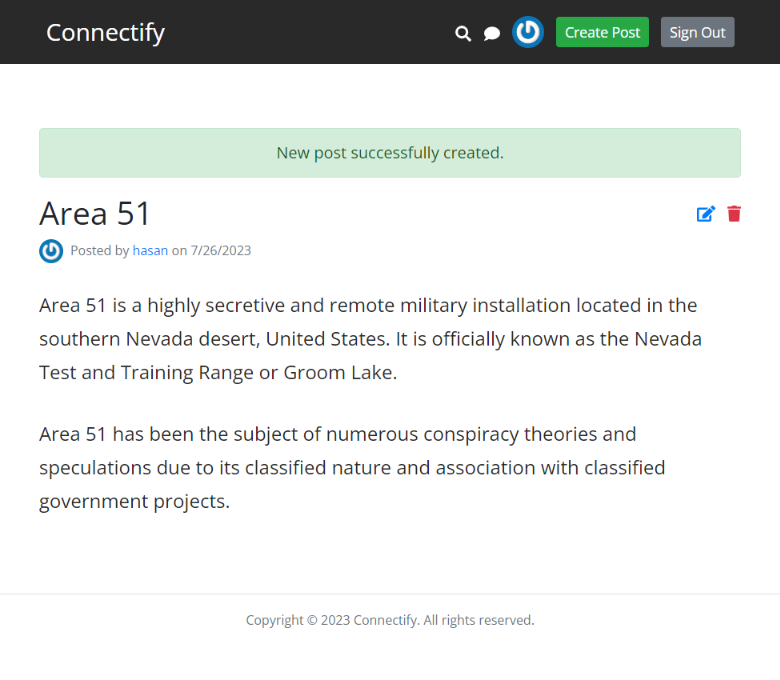 Connectify
Create Post
Sign Out
New post successfully created.
Area 51
Posted by hasan on 7/26/2023
Area 51 is a highly secretive and remote military installation located in the
southern Nevada desert, United States. It is officially known as the Nevada
Test and Training Range or Groom Lake.
Area 51 has been the subject of numerous conspiracy theories and
speculations due to its classified nature and association with classified
government projects.
Copyright © 2023 Connectify. All rights reserved.